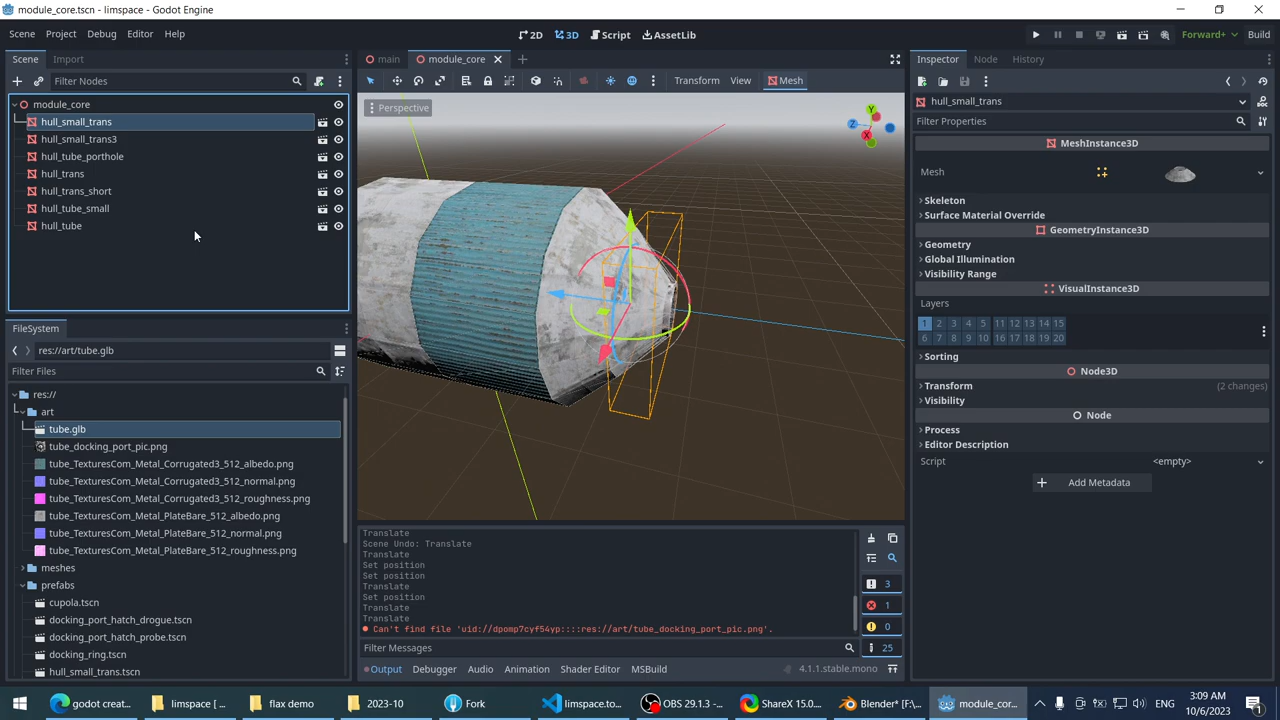 module_core.tscn - limspace - Godot Engine
Scene Project Debug Editor Help
2D 3D Script AssetLib
Forward+ Build
Scene Import
main module_core
Inspector Node History
Filter Nodes
Transform View Mesh
module_core
hull_small_trans
hull_small_trans3
hull_tube_porthole
hull_trans
hull_trans_short
hull_tube_small
hull_tube
Perspective
Y
Z
X
hull_small_trans
Filter Properties
MeshInstance3D
Mesh
Skeleton
Surface Material Override
GeometryInstance3D
Geometry
Global Illumination
Visibility Range
VisualInstance3D
Layers
1 2 3 4 5 11 12 13 14 15
6 7 8 9 10 16 17 18 19 20
Sorting
Node3D
Transform (2 changes)
Visibility
Node
Process
Editor Description
Script <empty>
Add Metadata
FileSystem
res://art/tube.glb
Filter Files
res://
art
tube.glb
tube_docking_port_pic.png
tube_TexturesCom_Metal_Corrugated3_512_albedo.png
tube_TexturesCom_Metal_Corrugated3_512_normal.png
tube_TexturesCom_Metal_Corrugated3_512_roughness.png
tube_TexturesCom_Metal_PlateBare_512_albedo.png
tube_TexturesCom_Metal_PlateBare_512_normal.png
tube_TexturesCom_Metal_PlateBare_512_roughness.png
meshes
prefabs
cupola.tscn
docking_port_hatch_drogue.tscn
docking_port_hatch_probe.tscn
docking_ring.tscn
hull_small_trans.tscn
Translate
Scene Undo: Translate
Translate
Set position
Set position
Translate
Set position
Translate
Translate
Can't find file 'uid://dpomp7cyf54yp::::res://art/tube_docking_port_pic.png'.
3
1
0
25
Filter Messages
Output Debugger Audio Animation Shader Editor MSBuild
4.1.1.stable.mono
godot creat... limspace [ ... flax demo 2023-10 Fork limspace.to... OBS 29.1.3 -... ShareX 15.0... Blender* [F:\... module_cor...
3:09 AM
10/6/2023
1